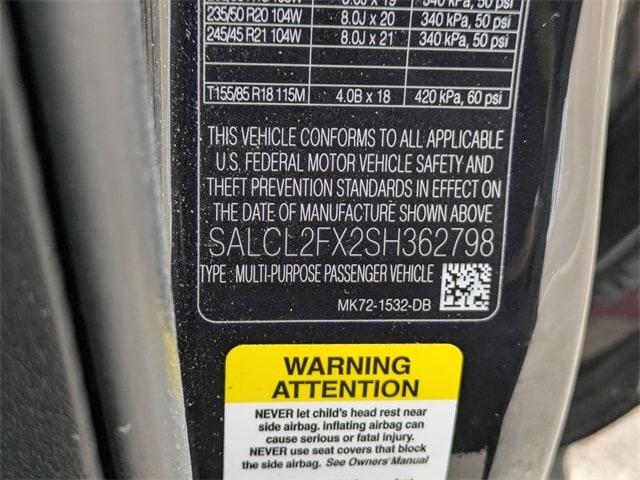 235/50 R20 104W 8.0J x 20 340 kPa, 50 psi
245/45 R21 104W 8.0J x 21 340 kPa, 50 psi
T155/85 R18 115M 4.0B x 18 420 kPa, 60 psi
THIS VEHICLE CONFORMS TO ALL APPLICABLE
U.S. FEDERAL MOTOR VEHICLE SAFETY AND
THEFT PREVENTION STANDARDS IN EFFECT ON
THE DATE OF MANUFACTURE SHOWN ABOVE
SALCL2FX2SH362798
TYPE : MULTI-PURPOSE PASSENGER VEHICLE
MK72-1532-DB
WARNING
ATTENTION
NEVER let child's head rest near
side airbag. inflating airbag can
cause serious or fatal injury.
NEVER use seat covers that block
the side airbag. See Owners' Manual